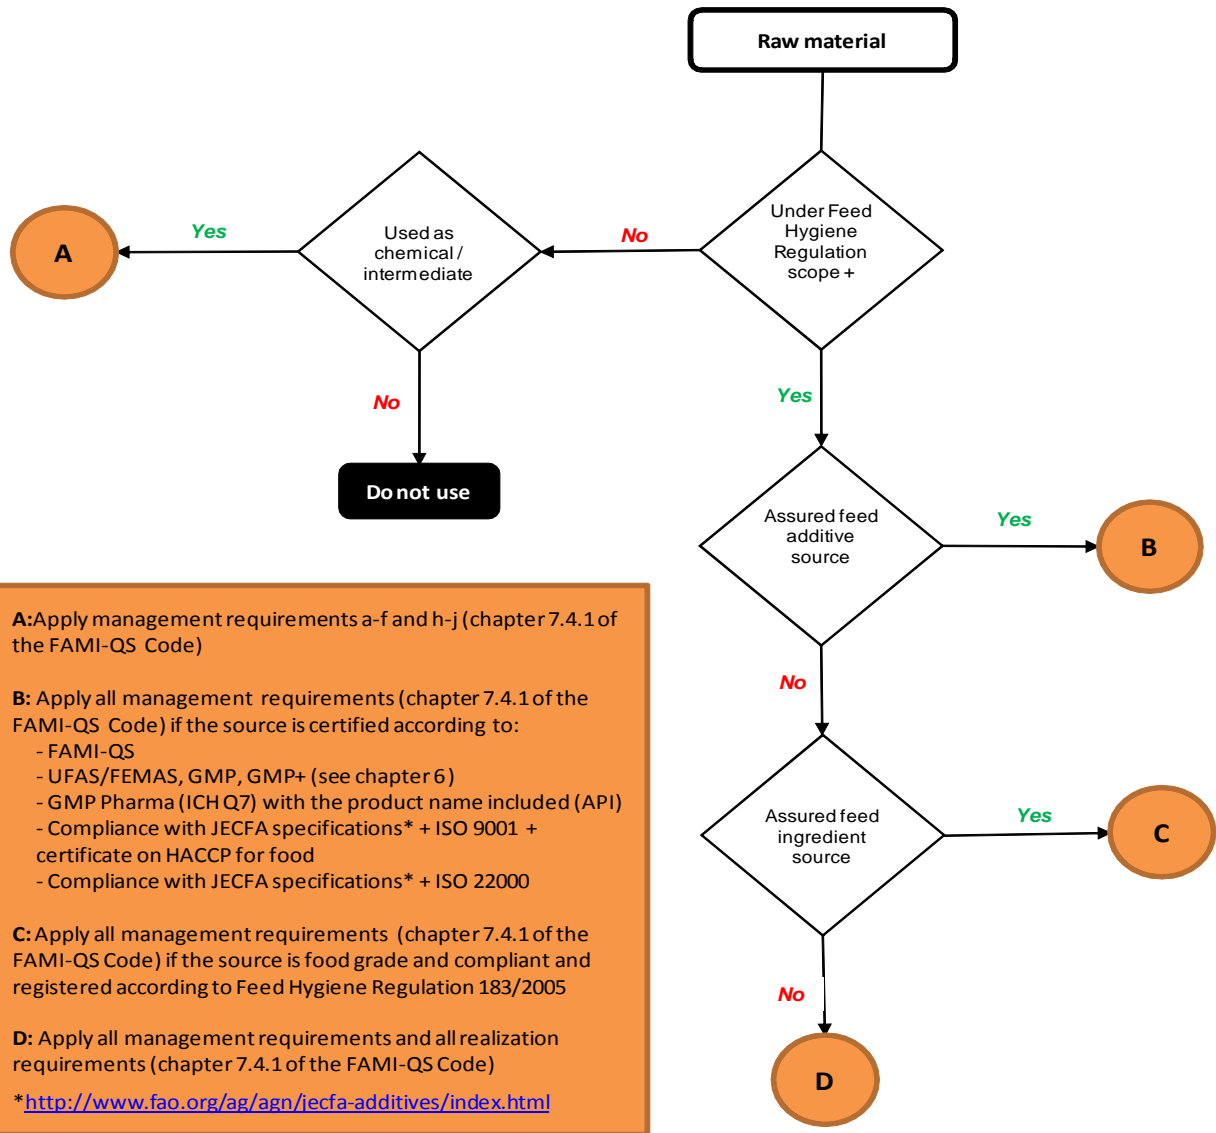 Raw material
Under Feed
Hygiene
Regulation
scope +
No
Used as
chemical /
intermediate
Yes
A
No
Do not use
Yes
Assured feed
additive
source
Yes
B
No
Assured feed
ingredient
source
Yes
C
No
D
A:Apply management requirements a-f and h-j (chapter 7.4.1 of
the FAMI-QS Code)
B: Apply all management requirements (chapter 7.4.1 of the
FAMI-QS Code) if the source is certified according to:
- FAMI-QS
- UFAS/FEMAS, GMP, GMP+ (see chapter 6)
- GMP Pharma (ICH Q7) with the product name included (API)
- Compliance with JECFA specifications* + ISO 9001 +
certificate on HACCP for food
- Compliance with JECFA specifications* + ISO 22000
C: Apply all management requirements (chapter 7.4.1 of the
FAMI-QS Code) if the source is food grade and compliant and
registered according to Feed Hygiene Regulation 183/2005
D: Apply all management requirements and all realization
requirements (chapter 7.4.1 of the FAMI-QS Code)
*http://www.fao.org/ag/agn/jecfa-additives/index.html